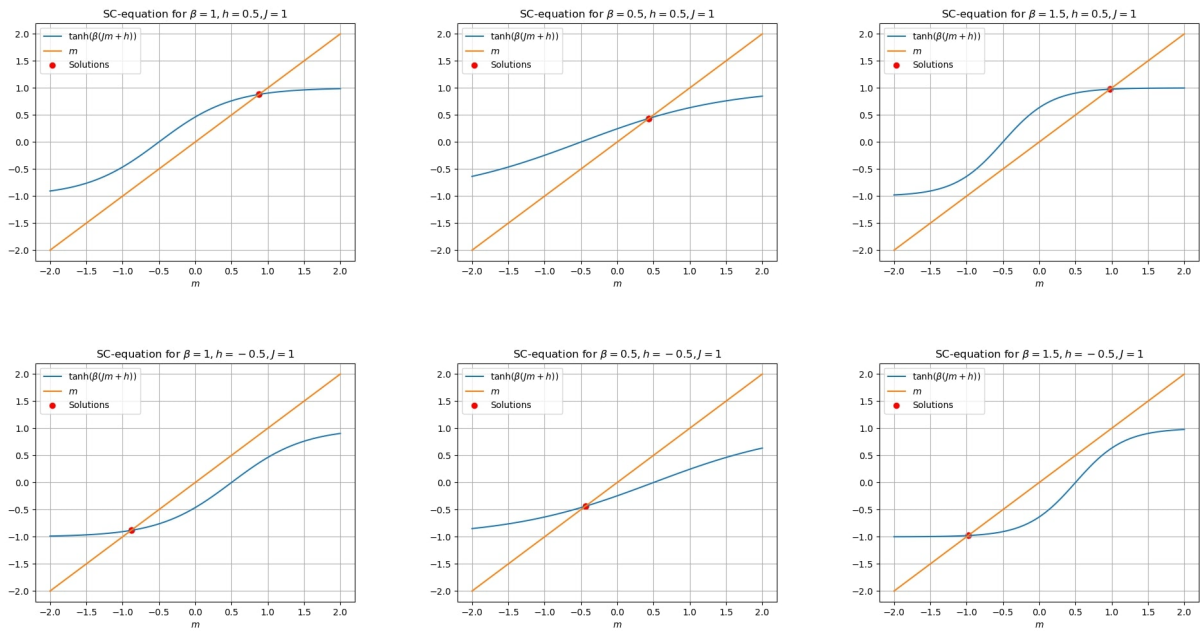 SC-equation for β = 1, h = 0.5, J = 1
tanh(β(Jm + h))
m
Solutions
2.0
1.5
1.0
0.5
0.0
−0.5
−1.0
−1.5
−2.0
−2.0 −1.5 −1.0 −0.5 0.0 0.5 1.0 1.5 2.0
m
SC-equation for β = 0.5, h = 0.5, J = 1
tanh(β(Jm + h))
m
Solutions
2.0
1.5
1.0
0.5
0.0
−0.5
−1.0
−1.5
−2.0
−2.0 −1.5 −1.0 −0.5 0.0 0.5 1.0 1.5 2.0
m
SC-equation for β = 1.5, h = 0.5, J = 1
tanh(β(Jm + h))
m
Solutions
2.0
1.5
1.0
0.5
0.0
−0.5
−1.0
−1.5
−2.0
−2.0 −1.5 −1.0 −0.5 0.0 0.5 1.0 1.5 2.0
m
SC-equation for β = 1, h = −0.5, J = 1
tanh(β(Jm + h))
m
Solutions
2.0
1.5
1.0
0.5
0.0
−0.5
−1.0
−1.5
−2.0
−2.0 −1.5 −1.0 −0.5 0.0 0.5 1.0 1.5 2.0
m
SC-equation for β = 0.5, h = −0.5, J = 1
tanh(β(Jm + h))
m
Solutions
2.0
1.5
1.0
0.5
0.0
−0.5
−1.0
−1.5
−2.0
−2.0 −1.5 −1.0 −0.5 0.0 0.5 1.0 1.5 2.0
m
SC-equation for β = 1.5, h = −0.5, J = 1
tanh(β(Jm + h))
m
Solutions
2.0
1.5
1.0
0.5
0.0
−0.5
−1.0
−1.5
−2.0
−2.0 −1.5 −1.0 −0.5 0.0 0.5 1.0 1.5 2.0
m